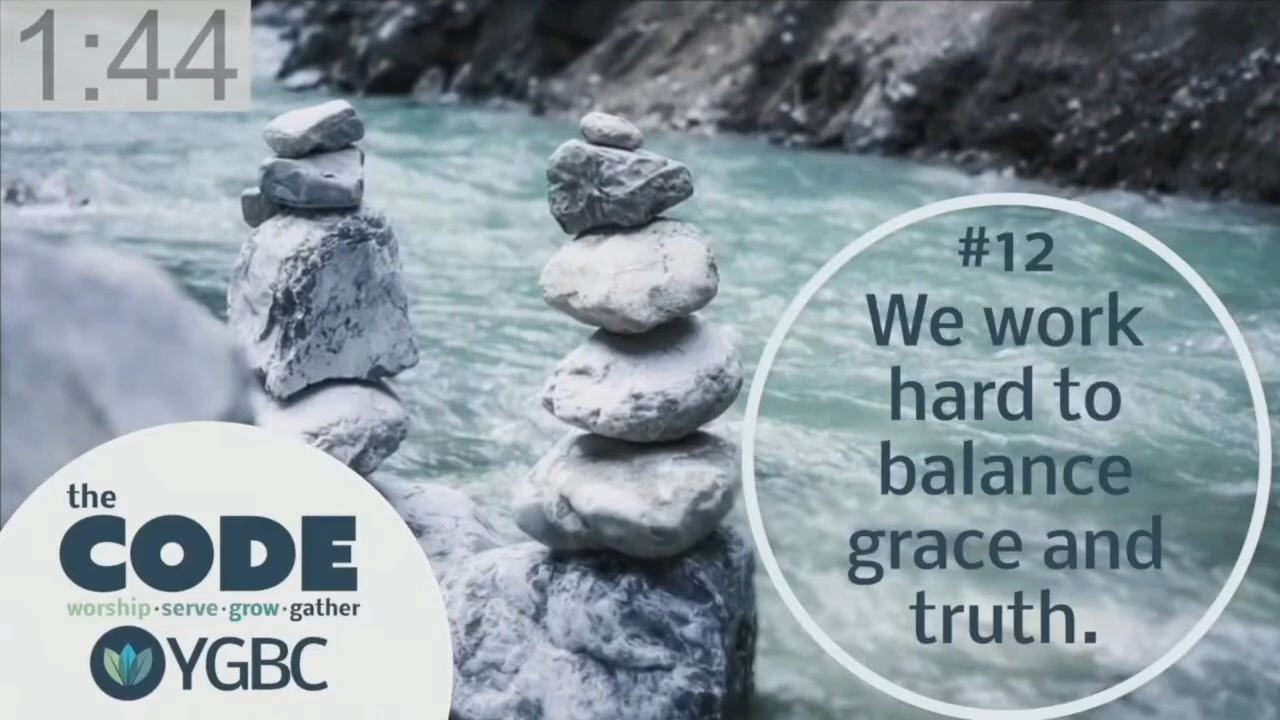 1:44
#12
We work
hard to
balance
grace and
truth.
the
CODE
worship·serve·grow·gather
YGBC